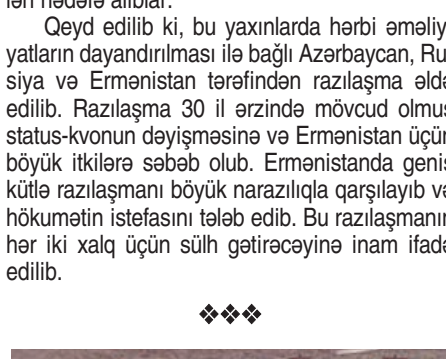 Qeyd edilib ki, bu yaxınlarda hərbi əməliy-
yatların dayandırılması ilə bağlı Azərbaycan, Ru
siya və Ermənistan tərəfindən razılaşma əldə
edilib. Razılaşma 30 il ərzində mövcud olmuş
status-kvonun dəyişməsinə və Ermənistan üçün
böyük itkilərə səbəb olub. Ermənistanda geniş
kütlə razılaşmanı böyük narazılıqla qarşılayıb və
hökumətin istefasını tələb edib. Bu razılaşmanın
hər iki xalq üçün sülh gətirəcəyinə inam ifadə
edilib.